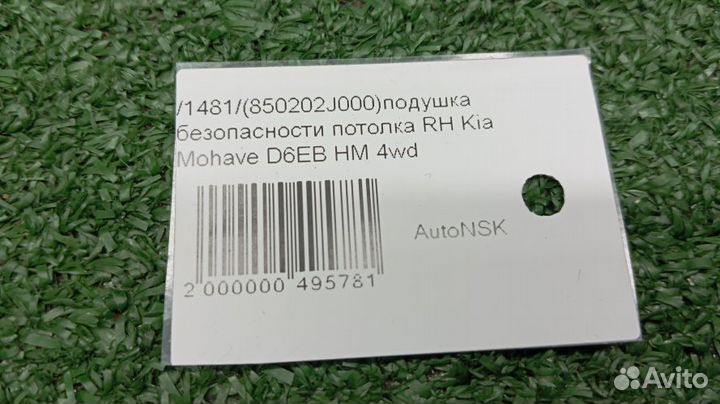 /1481/(850202J000)подушка
безопасности потолка RH Kia
Mohave D6EB HM 4wd
AutoNSK
2 000000 495781
Avito